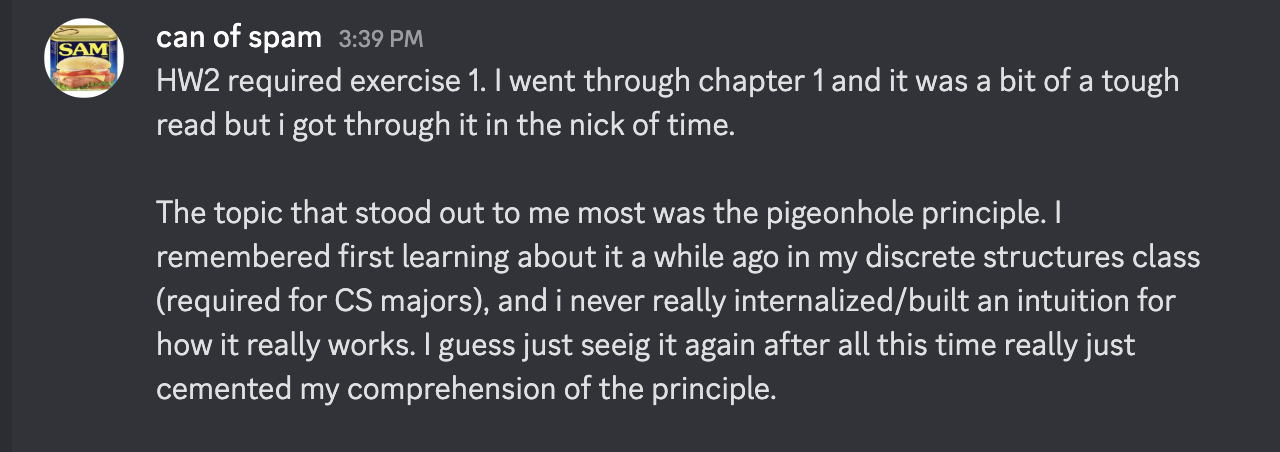 can of spam 3:39 PM
SAM
HW2 required exercise 1. I went through chapter 1 and it was a bit of a tough
read but i got through it in the nick of time.
The topic that stood out to me most was the pigeonhole principle. I
remembered first learning about it a while ago in my discrete structures class
(required for CS majors), and i never really internalized/built an intuition for
how it really works. I guess just seeig it again after all this time really just
cemented my comprehension of the principle.